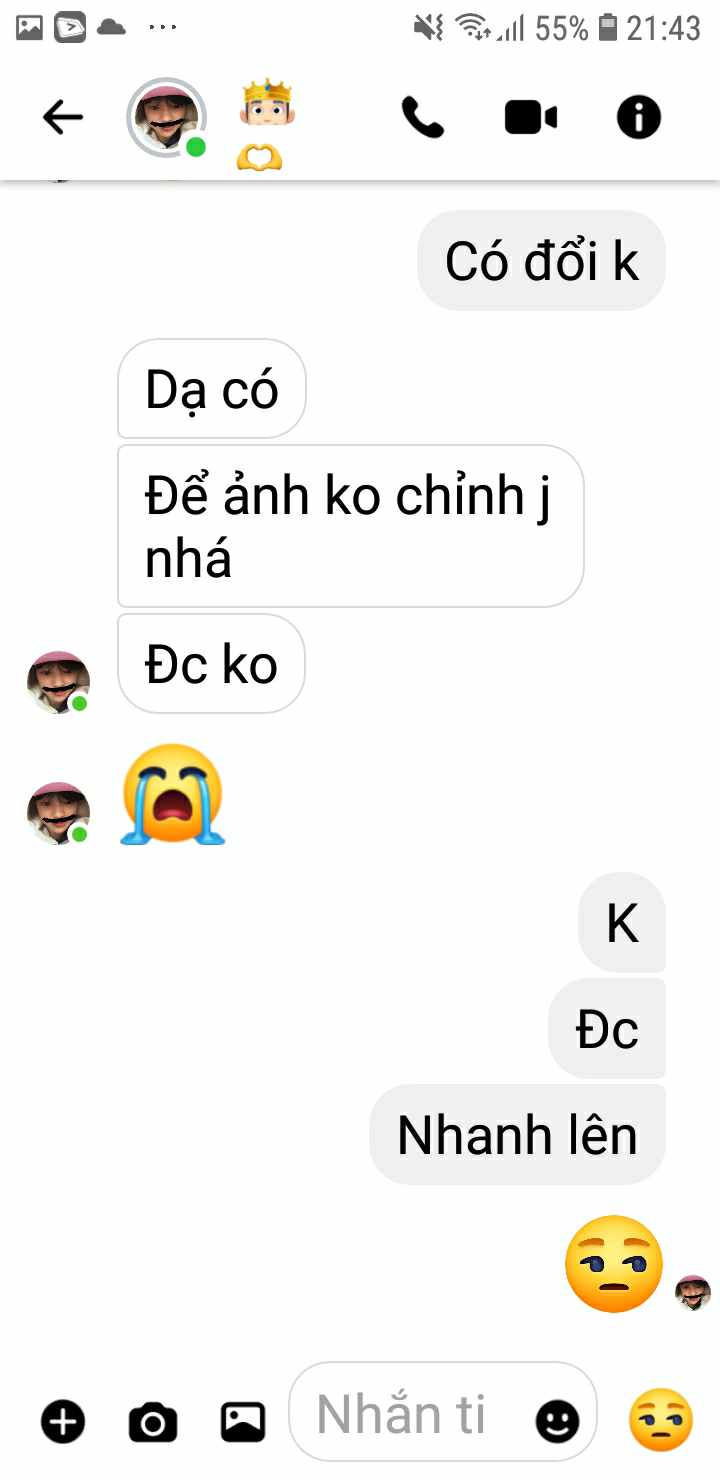 55% 21:43
Có đổi k
Dạ có
Để ảnh ko chỉnh j
nhá
Đc ko
K
Đc
Nhanh lên
Nhắn ti